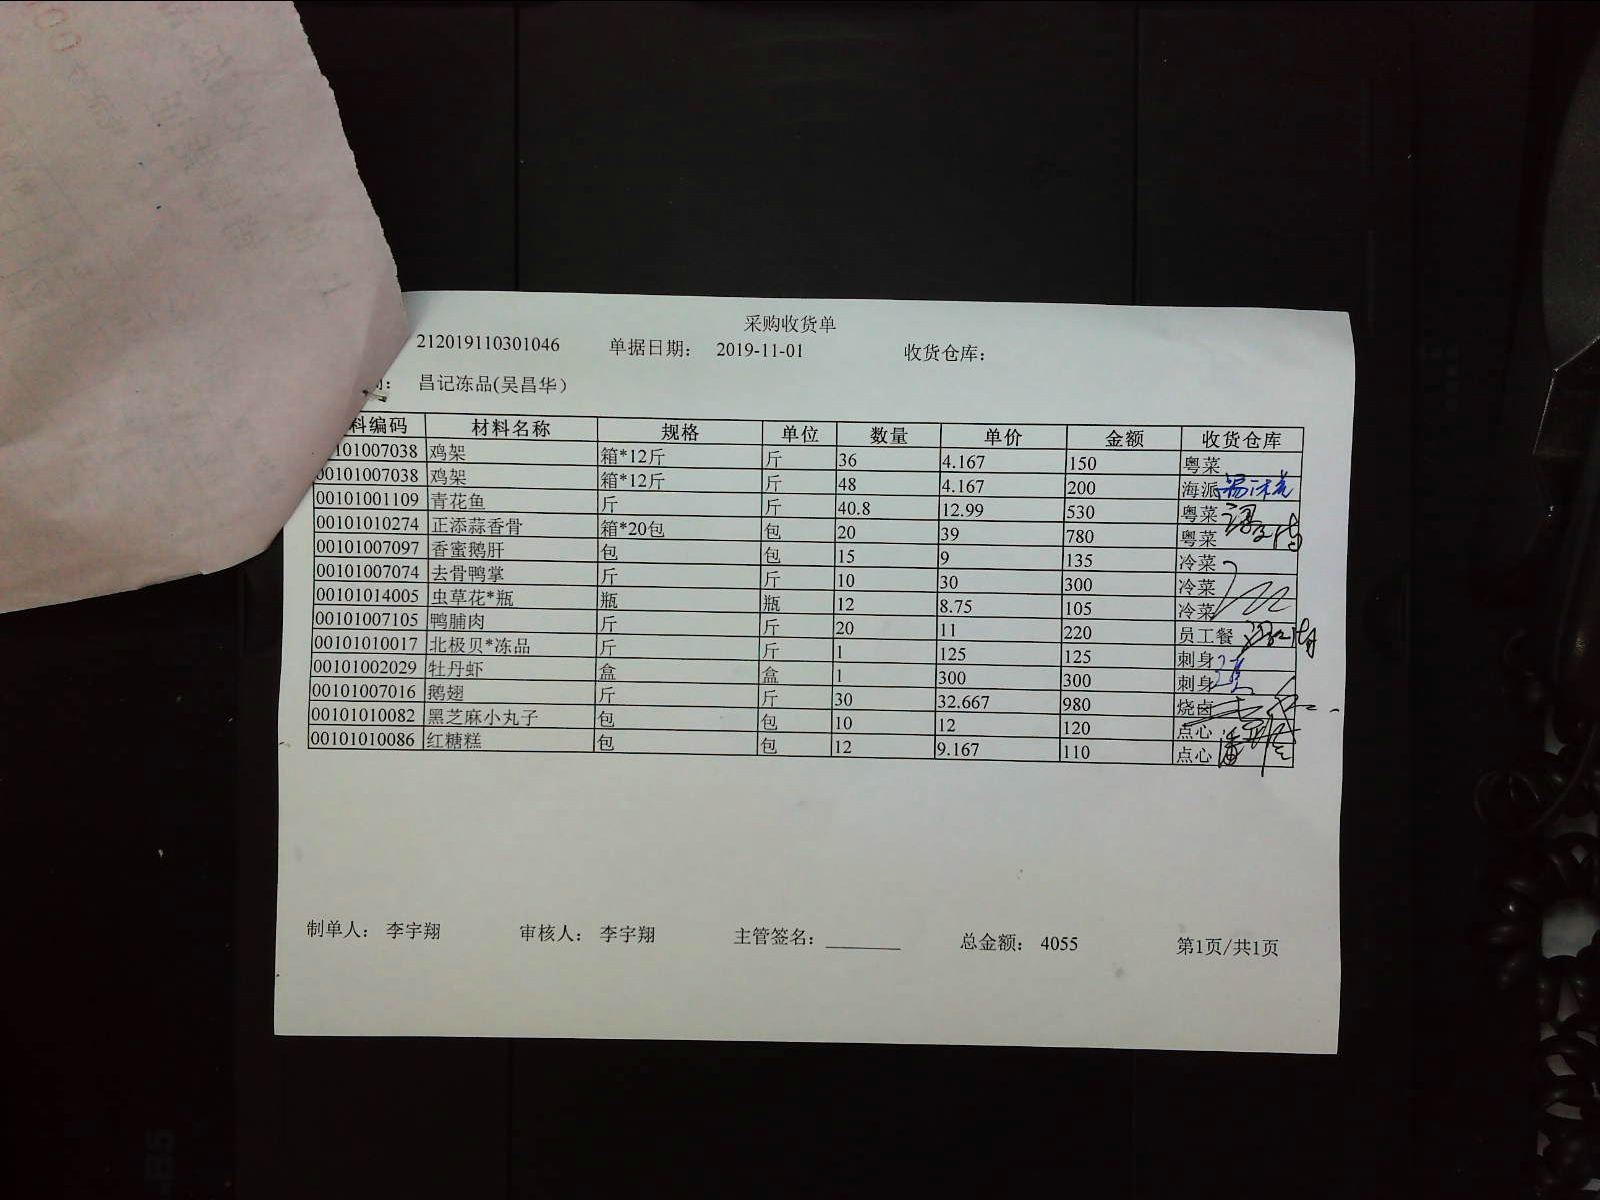 采购收货单
212019110301046 单据日期： 2019-11-01 收货仓库：
昌记冻品(吴昌华）
料编码 材料名称 规格 单位 数量 单价 金额 收货仓库
101007038 鸡架 箱*12斤 斤 36 4.167 150 粤菜
00101007038 鸡架 箱*12斤 斤 48 4.167 200 海派
00101001109 青花鱼 斤 斤 40.8 12.99 530 粤菜
00101010274 正添蒜香骨 箱*20包 包 20 39 780 粤菜
00101007097 香蜜鹅肝 包 包 15 9 135 冷菜
00101007074 去骨鸭掌 斤 斤 10 30 300 冷菜
00101014005 虫草花*瓶 瓶 瓶 12 8.75 105 冷菜
00101007105 鸭脯肉 斤 斤 20 11 220 员工餐
00101010017 北极贝*冻品 斤 斤 1 125 125 刺身
00101002029 牡丹虾 盒 盒 1 300 300 刺身
00101007016 鹅翅 斤 斤 30 32.667 980 烧卤
00101010082 黑芝麻小丸子 包 包 10 12 120 点心
00101010086 红糖糕 包 包 12 9.167 110 点心
制单人： 李宇翔 审核人： 李宇翔 主管签名： 总金额： 4055 第1页/共1页